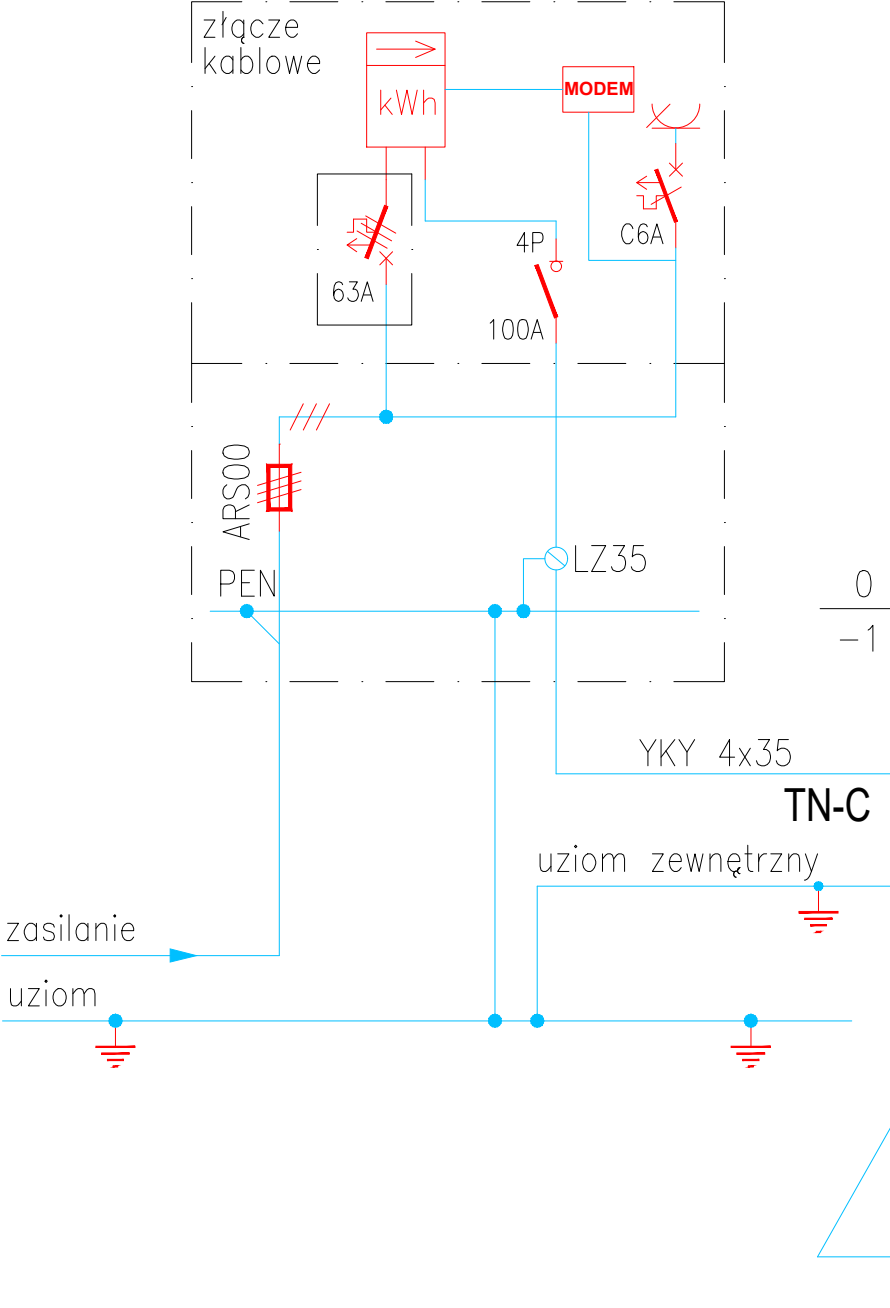 złącze
kablowe
kWh
MODEM
C6A
4P
63A
100A
ARS00
LZ35
PEN
0
-1
YKY 4x35
TN-C
uziom zewnętrzny
zasilanie
uziom